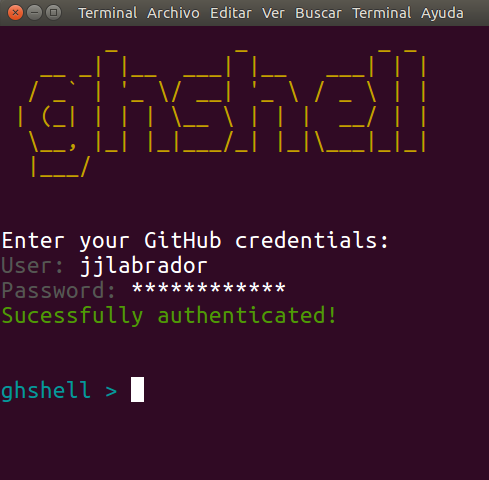 Terminal Archivo Editar Ver Buscar Terminal Ayuda
ghshell
Enter your GitHub credentials:
User: jjlabrador
Password: ************
Sucessfully authenticated!
ghshell >